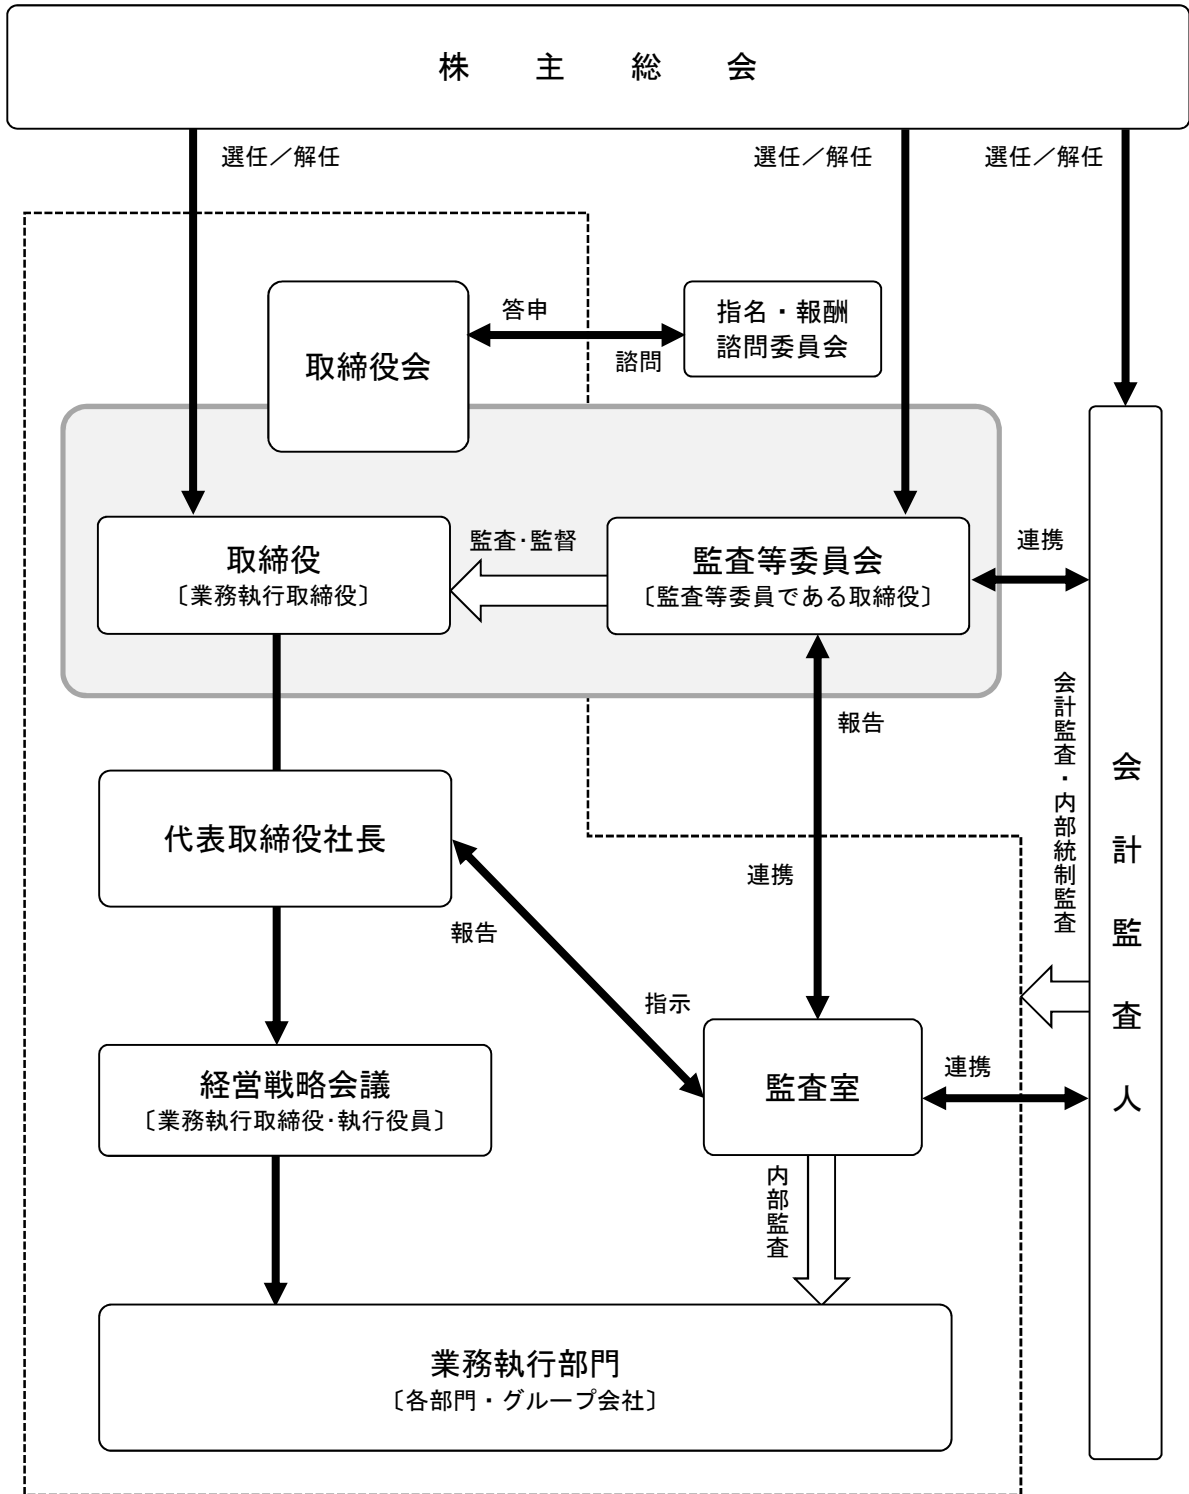 株主総会
選任／解任
選任／解任
選任／解任
取締役会
答申
諮問
指名・報酬
諮問委員会
取締役
〔業務執行取締役〕
監査・監督
監査等委員会
〔監査等委員である取締役〕
連携
報告
会計監査・内部統制監査
会計監査人
代表取締役社長
連携
報告
指示
経営戦略会議
〔業務執行取締役・執行役員〕
監査室
連携
内部監査
業務執行部門
〔各部門・グループ会社〕